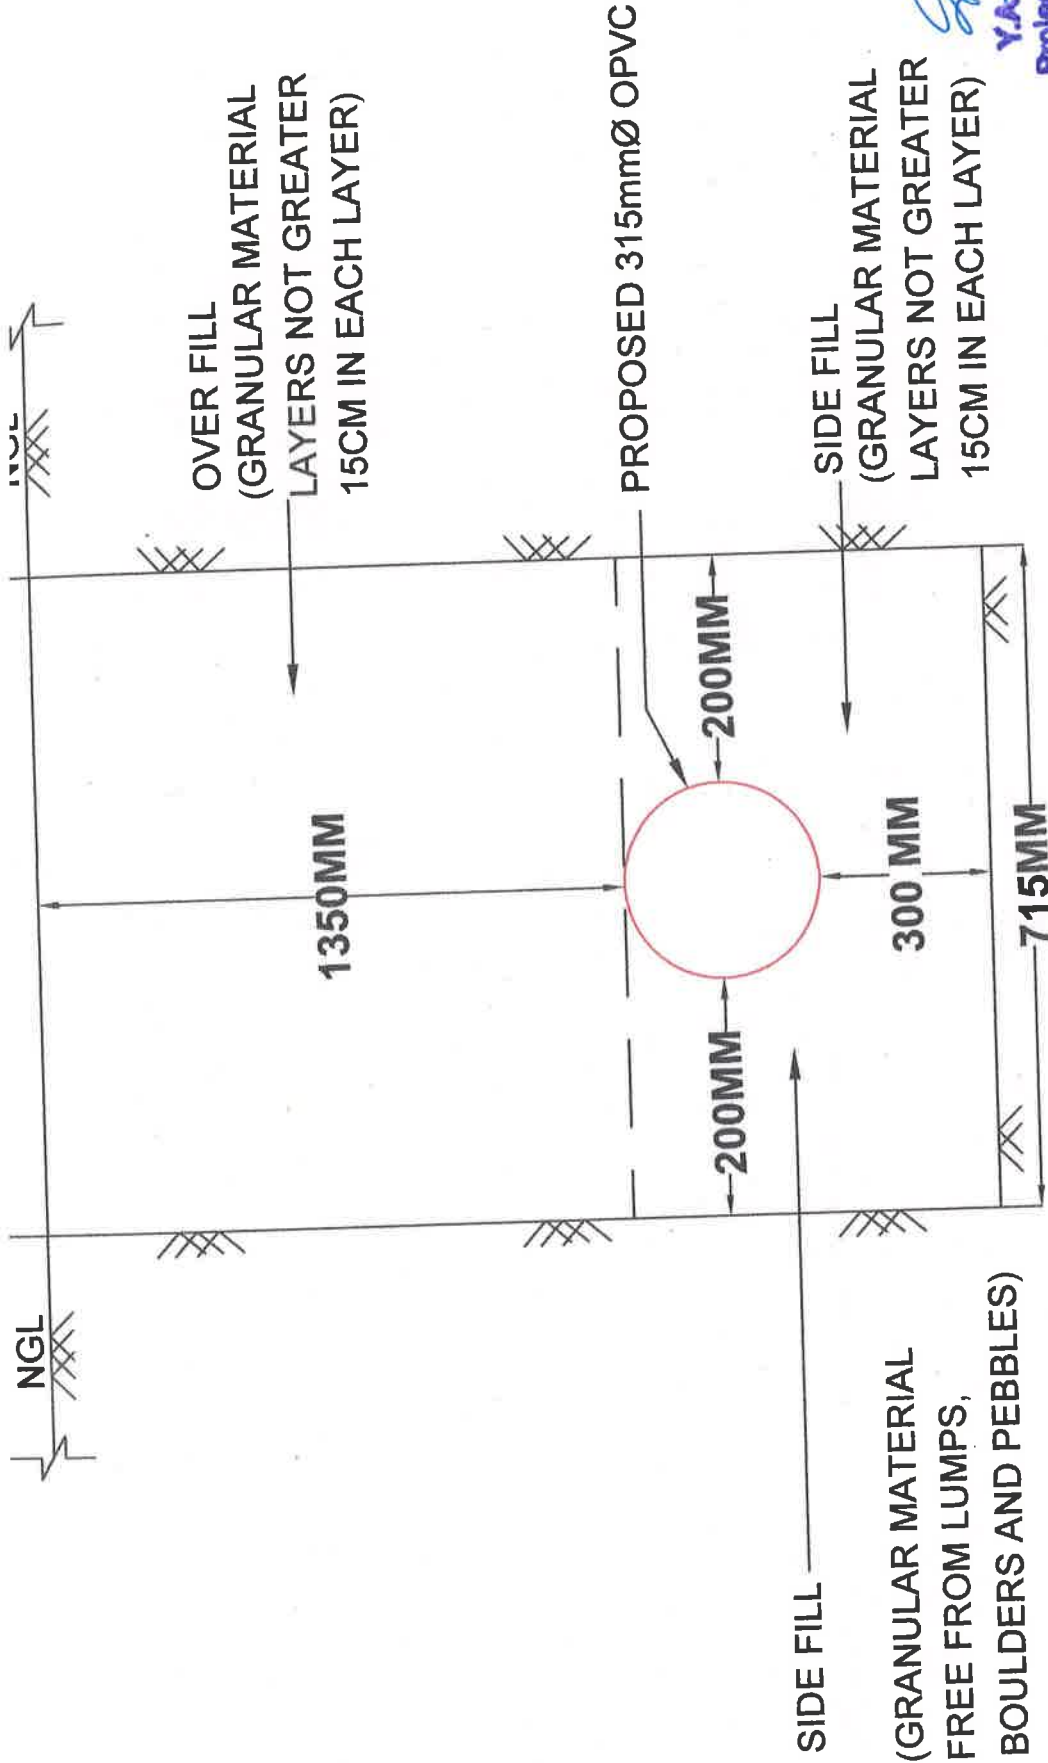 NGL
NGL
OVER FILL
(GRANULAR MATERIAL
LAYERS NOT GREATER
15CM IN EACH LAYER)
1350MM
PROPOSED 315mmØ OPVC
200MM
200MM
SIDE FILL
(GRANULAR MATERIAL
LAYERS NOT GREATER
15CM IN EACH LAYER)
300 MM
715MM
SIDE FILL
(GRANULAR MATERIAL
FREE FROM LUMPS,
BOULDERS AND PEBBLES)